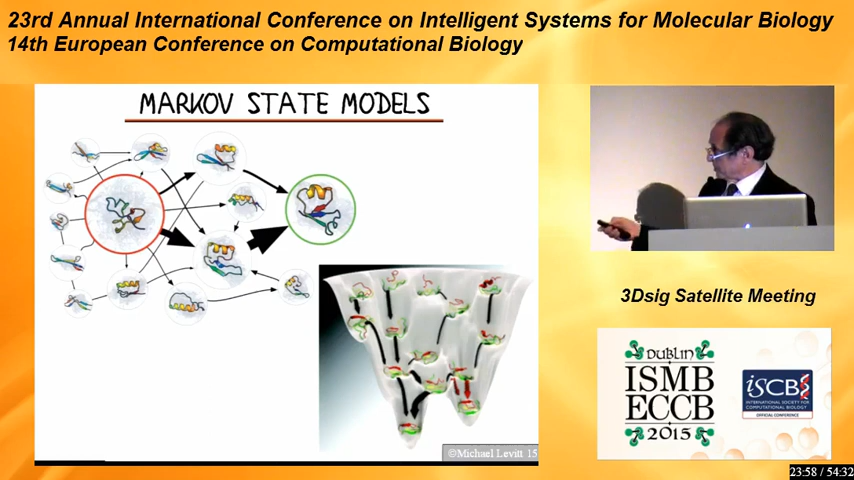 23rd Annual International Conference on Intelligent Systems for Molecular Biology
14th European Conference on Computational Biology
MARKOV STATE MODELS
©Michael Levitt 15
3Dsig Satellite Meeting
DUBLIN
ISMB
ECCB
2015
iSCB
INTERNATIONAL SOCIETY FOR
COMPUTATIONAL BIOLOGY
OFFICIAL CONFERENCE
23:58 / 54:32